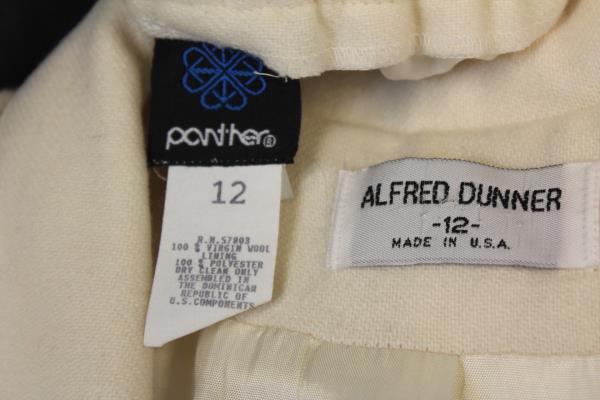 panther®
12
R.N. 57003
100 % VIRGIN WOOL
LINING
100 % POLYESTER
DRY CLEAN ONLY
ASSEMBLED IN
THE DOMINICAN
REPUBLIC OF
U.S. COMPONENTS
ALFRED DUNNER
-12-
MADE IN U.S.A.